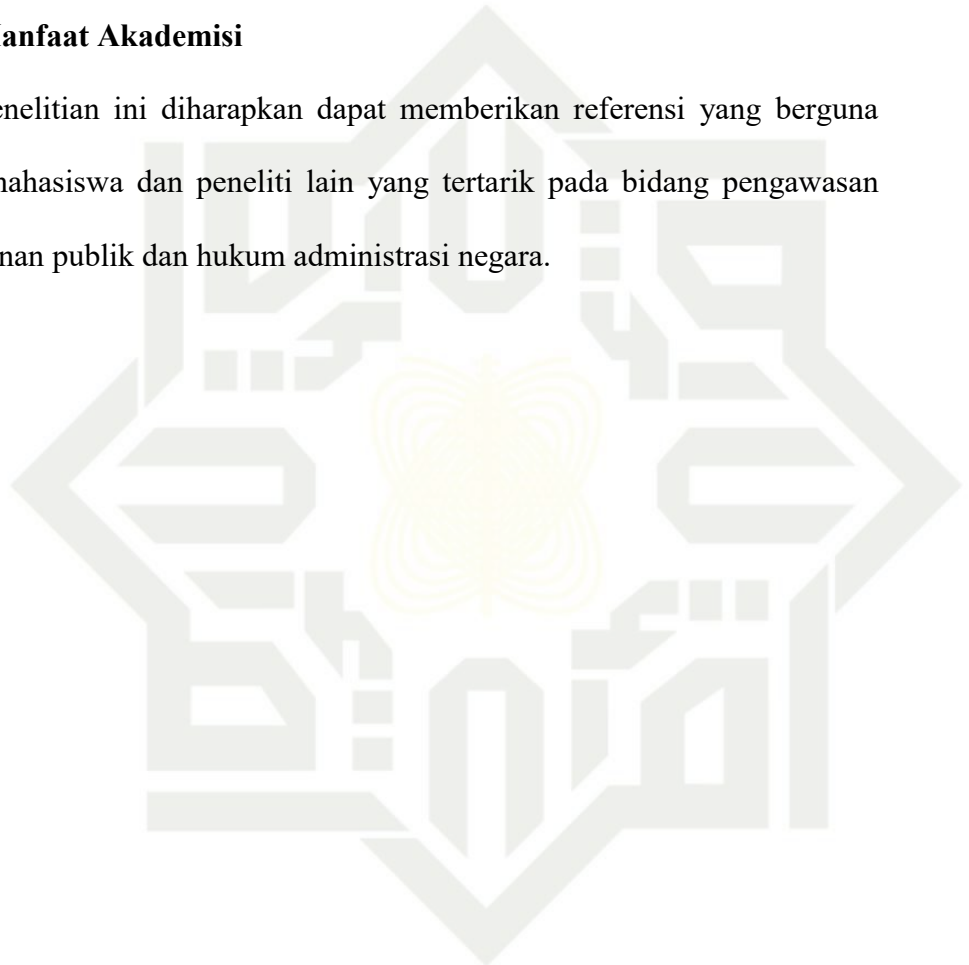 anfaat Akademisi
enelitian ini diharapkan dapat memberikan referensi yang berguna
nahasiswa dan peneliti lain yang tertarik pada bidang pengawasan
nan publik dan hukum administrasi negara.